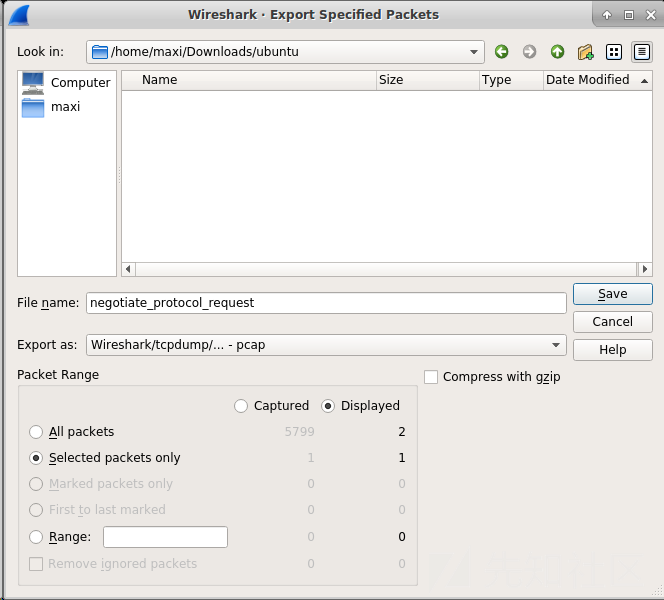 Wireshark · Export Specified Packets
Look in: /home/maxi/Downloads/ubuntu
Computer
maxi
Name Size Type Date Modified
File name: negotiate_protocol_request
Save
Export as: Wireshark/tcpdump/... - pcap
Cancel
Help
Packet Range
Compress with gzip
Captured Displayed
All packets 5799 2
Selected packets only 1 1
Marked packets only 0 0
First to last marked 0 0
Range: 0 0
Remove ignored packets 0 0